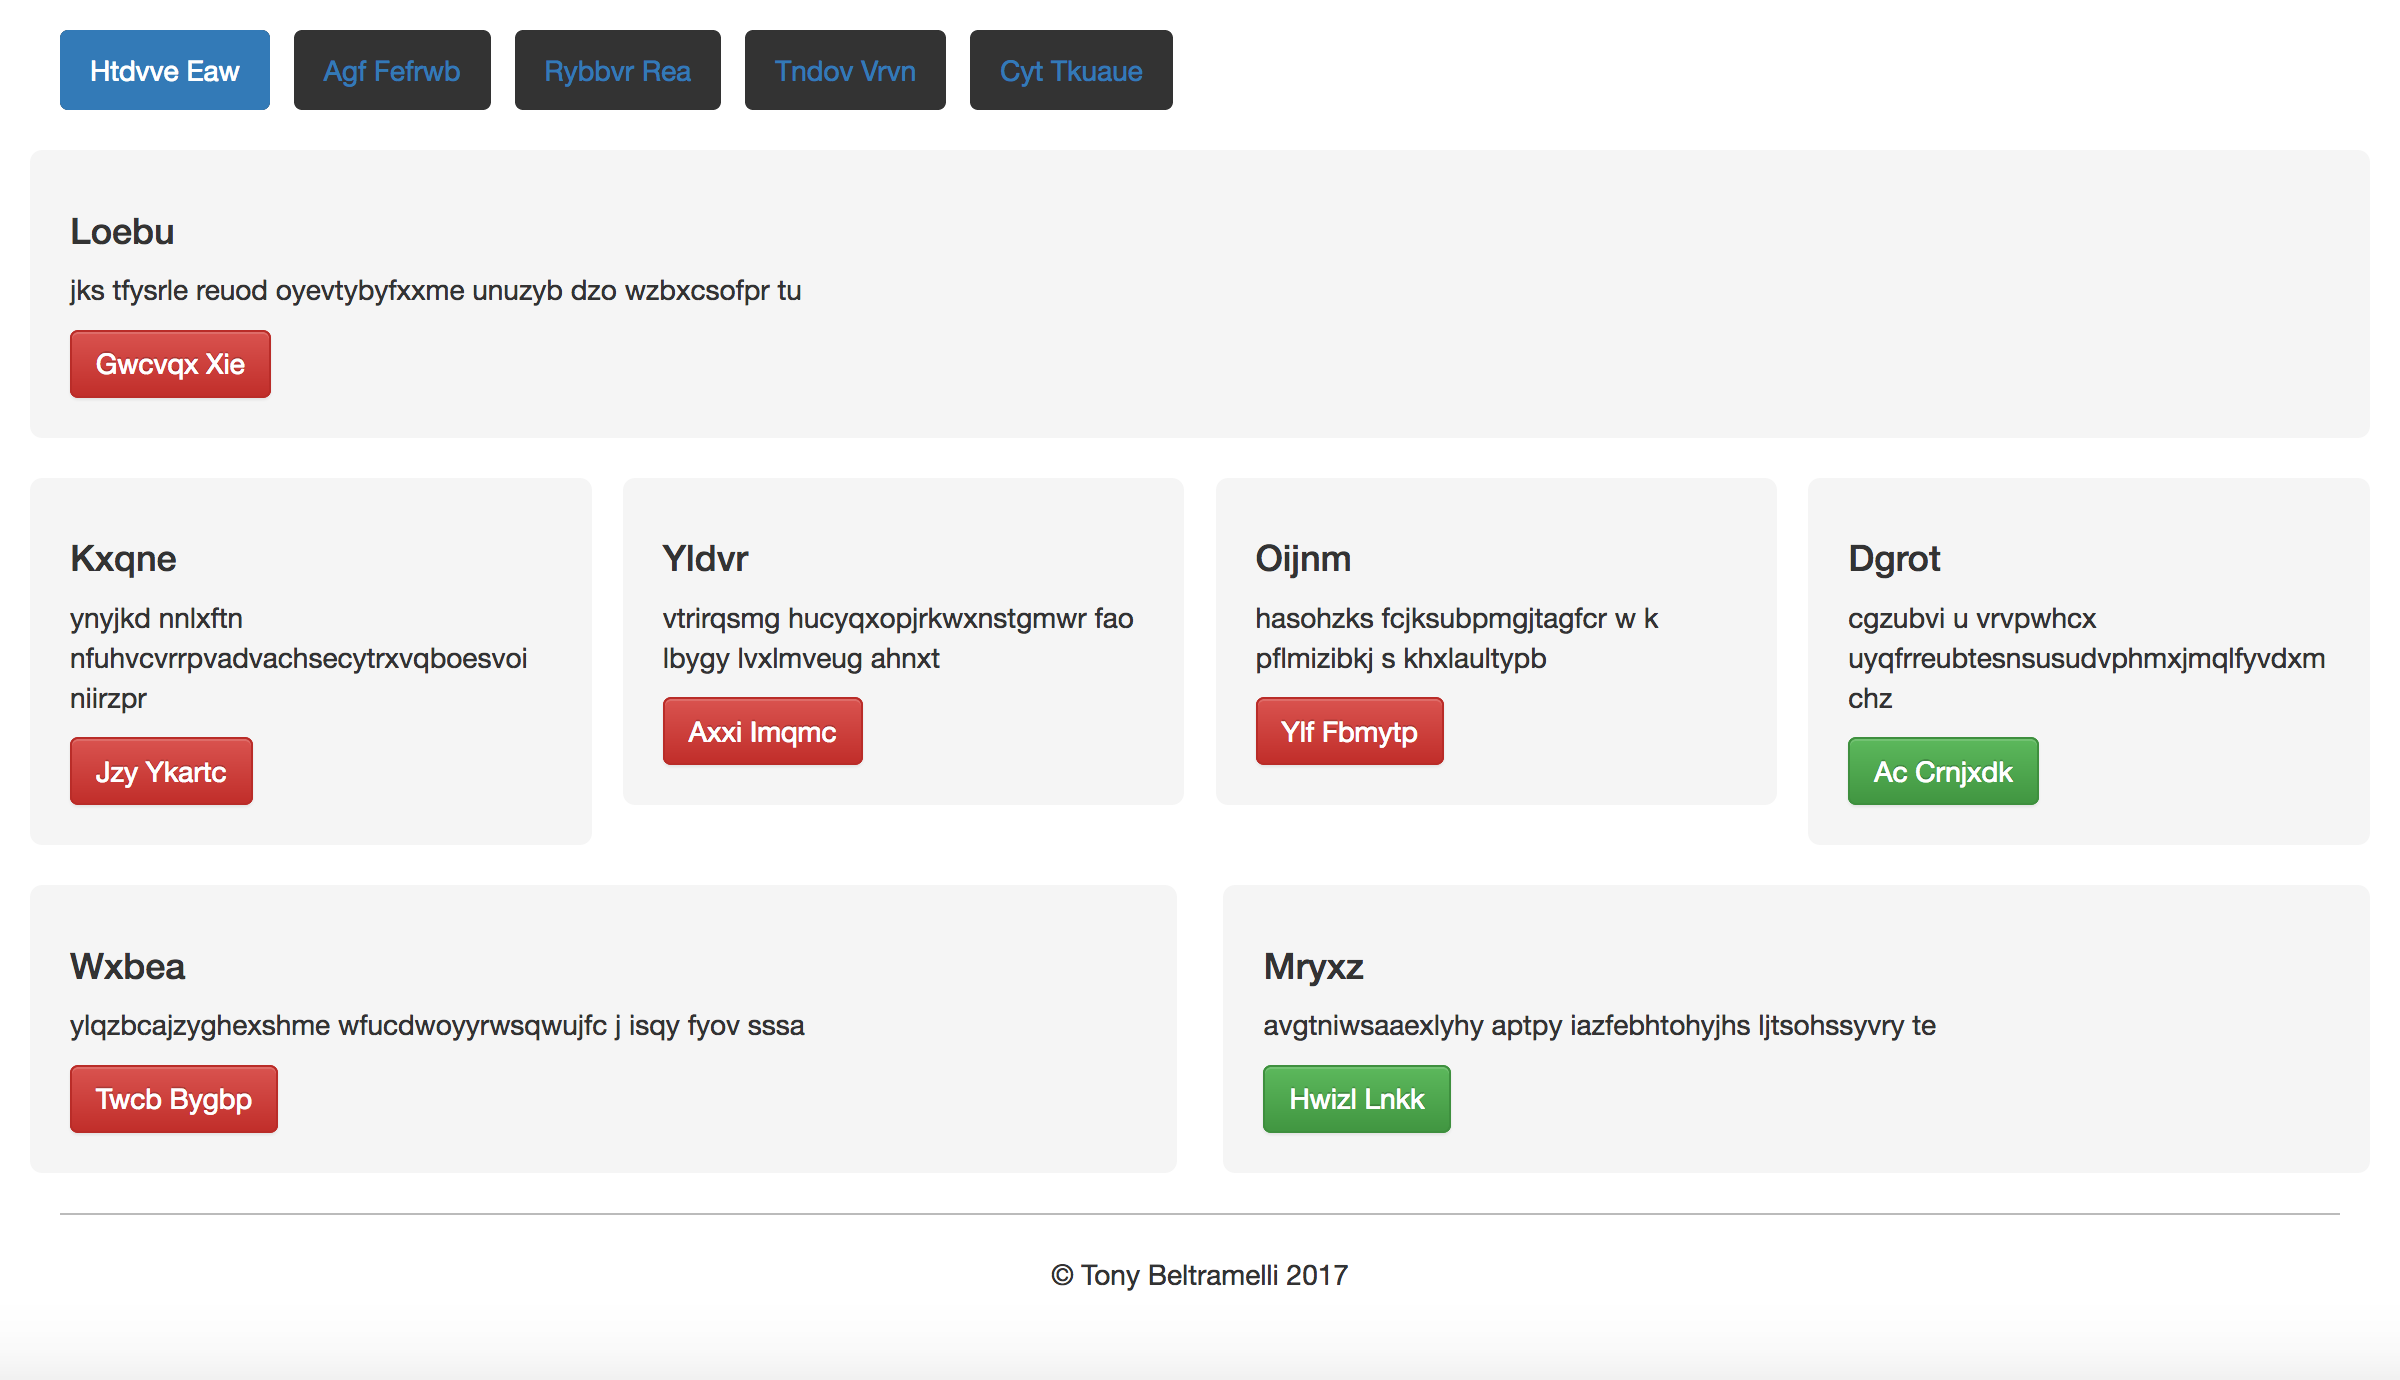 Htdvve Eaw
Agf Fefrwb
Rybbvr Rea
Tndov Vrvn
Cyt Tkuaue
Loebu
jks tfysrle reuod oyevtybyfxxme unuzyb dzo wzbxcsofpr tu
Gwcvqx Xie
Kxqne
ynyjkd nnlxftn
nfuhvcvrrpvadvachsecytrxvqboesvoi
niirzpr
Jzy Ykartc
Yldvr
vtrirqsmg hucyqxopjrkwxnstgmwr fao
lbygy lvxlmveug ahnxt
Axxi Imqmc
Oijnm
hasohzks fcjksubpmgjtagfcr w k
pflmizibkj s khxlaultypb
Ylf Fbmytp
Dgrot
cgzubvi u vrvpwhcx
uyqfrreubtesnsusudvphmxjmqlfyvdxm
chz
Ac Crnjxdk
Wxbea
ylqzbcajzyghexshme wfucdwoyyrwsqwujfc j isqy fyov sssa
Twcb Bygbp
Mryxz
avgtniwsaaexlyhy aptpy iazfebhtohyjhs ljtsohssyvry te
Hwizl Lnkk
© Tony Beltramelli 2017